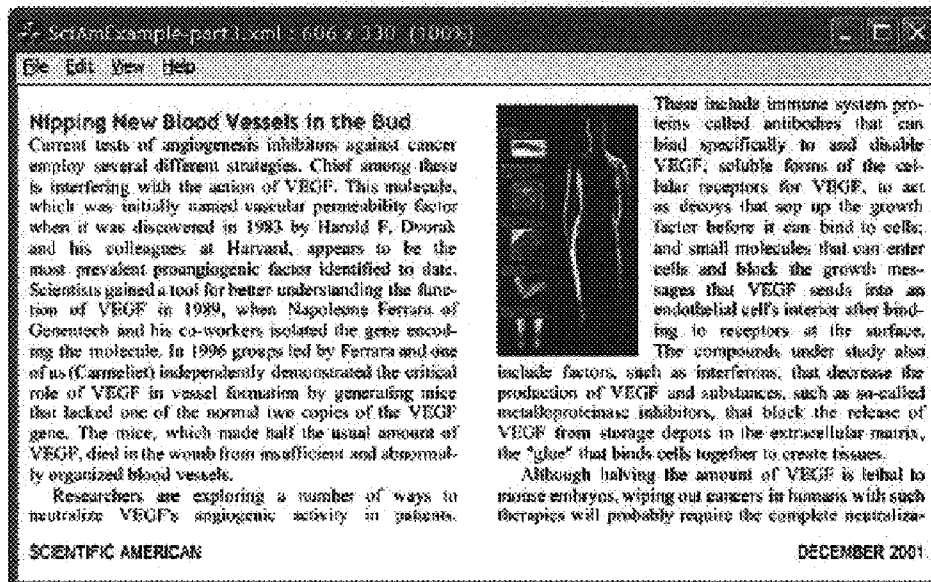 SciAmExample-part1.xml : 606 x 330 (100%)
File Edit View Help
Nipping New Blood Vessels in the Bud
Current tests of angiogenesis inhibitors against cancer
employ several different strategies. Chief among these
is interfering with the action of VEGF. This molecule,
which was initially named vascular permeability factor
when it was discovered in 1983 by Harold F. Dvorak
and his colleagues at Harvard, appears to be the
most prevalent proangiogenic factor identified to date.
Scientists gained a tool for better understanding the func-
tion of VEGF in 1989, when Napoleone Ferrara of
Genentech and his co-workers isolated the gene encod-
ing the molecule. In 1996 groups led by Ferrara and one
of us (Carmeliet) independently demonstrated the critical
role of VEGF in vessel formation by generating mice
that lacked one of the normal two copies of the VEGF
gene. The mice, which made half the usual amount of
VEGF, died in the womb from insufficient and abnormal-
ly organized blood vessels.
Researchers are exploring a number of ways to
neutralize VEGF's angiogenic activity in patients.
These include immune system pro-
teins called antibodies that can
bind specifically to and disable
VEGF; soluble forms of the cel-
lular receptors for VEGF, to act
as decoys that sop up the growth
factor before it can bind to cells;
and small molecules that can enter
cells and block the growth mes-
sages that VEGF sends into an
endothelial cell's interior after bind-
ing to receptors at the surface.
The compounds under study also
include factors, such as interferons, that decrease the
production of VEGF and substances, such as so-called
metalloproteinase inhibitors, that block the release of
VEGF from storage depots in the extracellular matrix,
the "glue" that binds cells together to create tissues.
Although halving the amount of VEGF is lethal to
mouse embryos, wiping out cancers in humans with such
therapies will probably require the complete neutraliza-
SCIENTIFIC AMERICAN
DECEMBER 2001